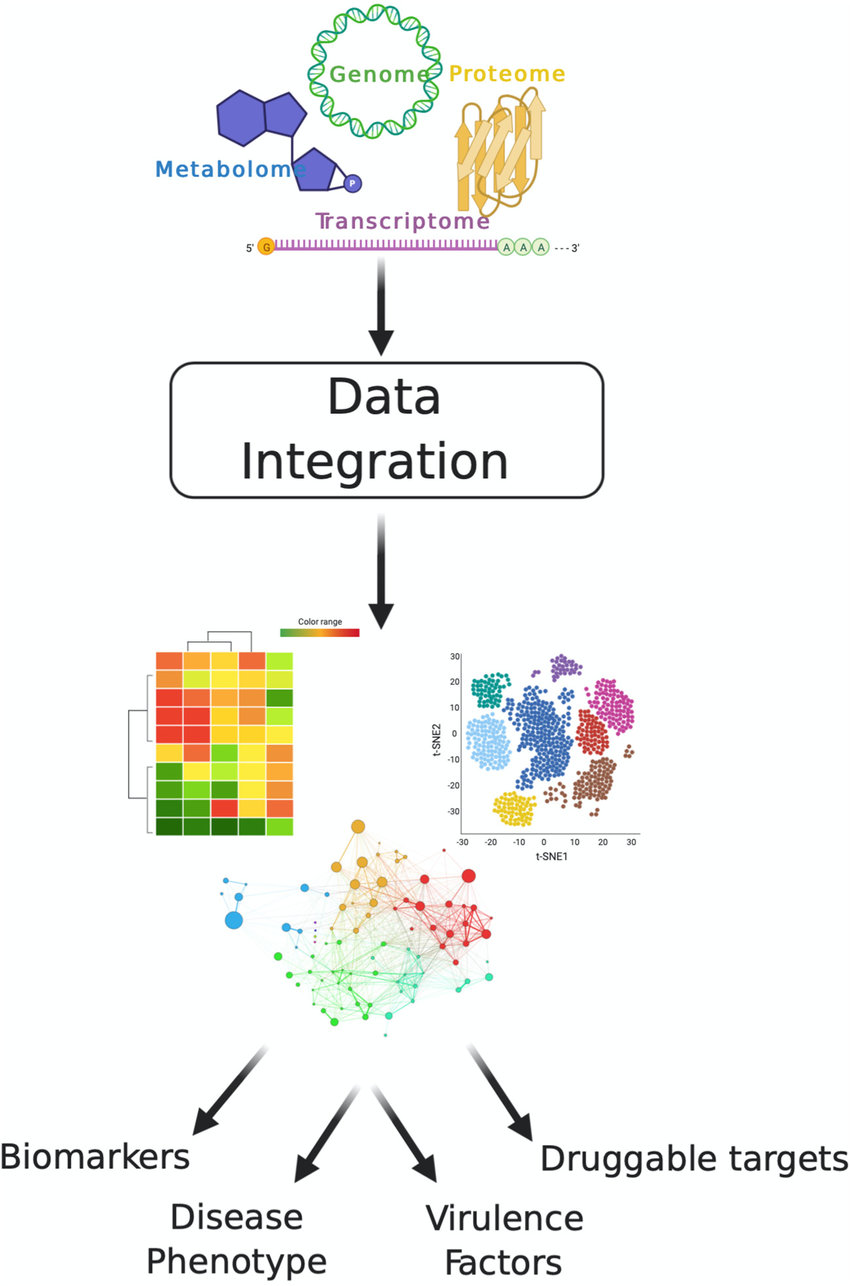 Genome
Proteome
Metabolome
P
Transcriptome
5' G A A A ---3'
Data
Integration
Color range
30
20
10
0
-10
-20
-30
t-SNE2
-30 -20 -10 0 10 20 30
t-SNE1
Biomarkers
Druggable targets
Disease
Phenotype
Virulence
Factors